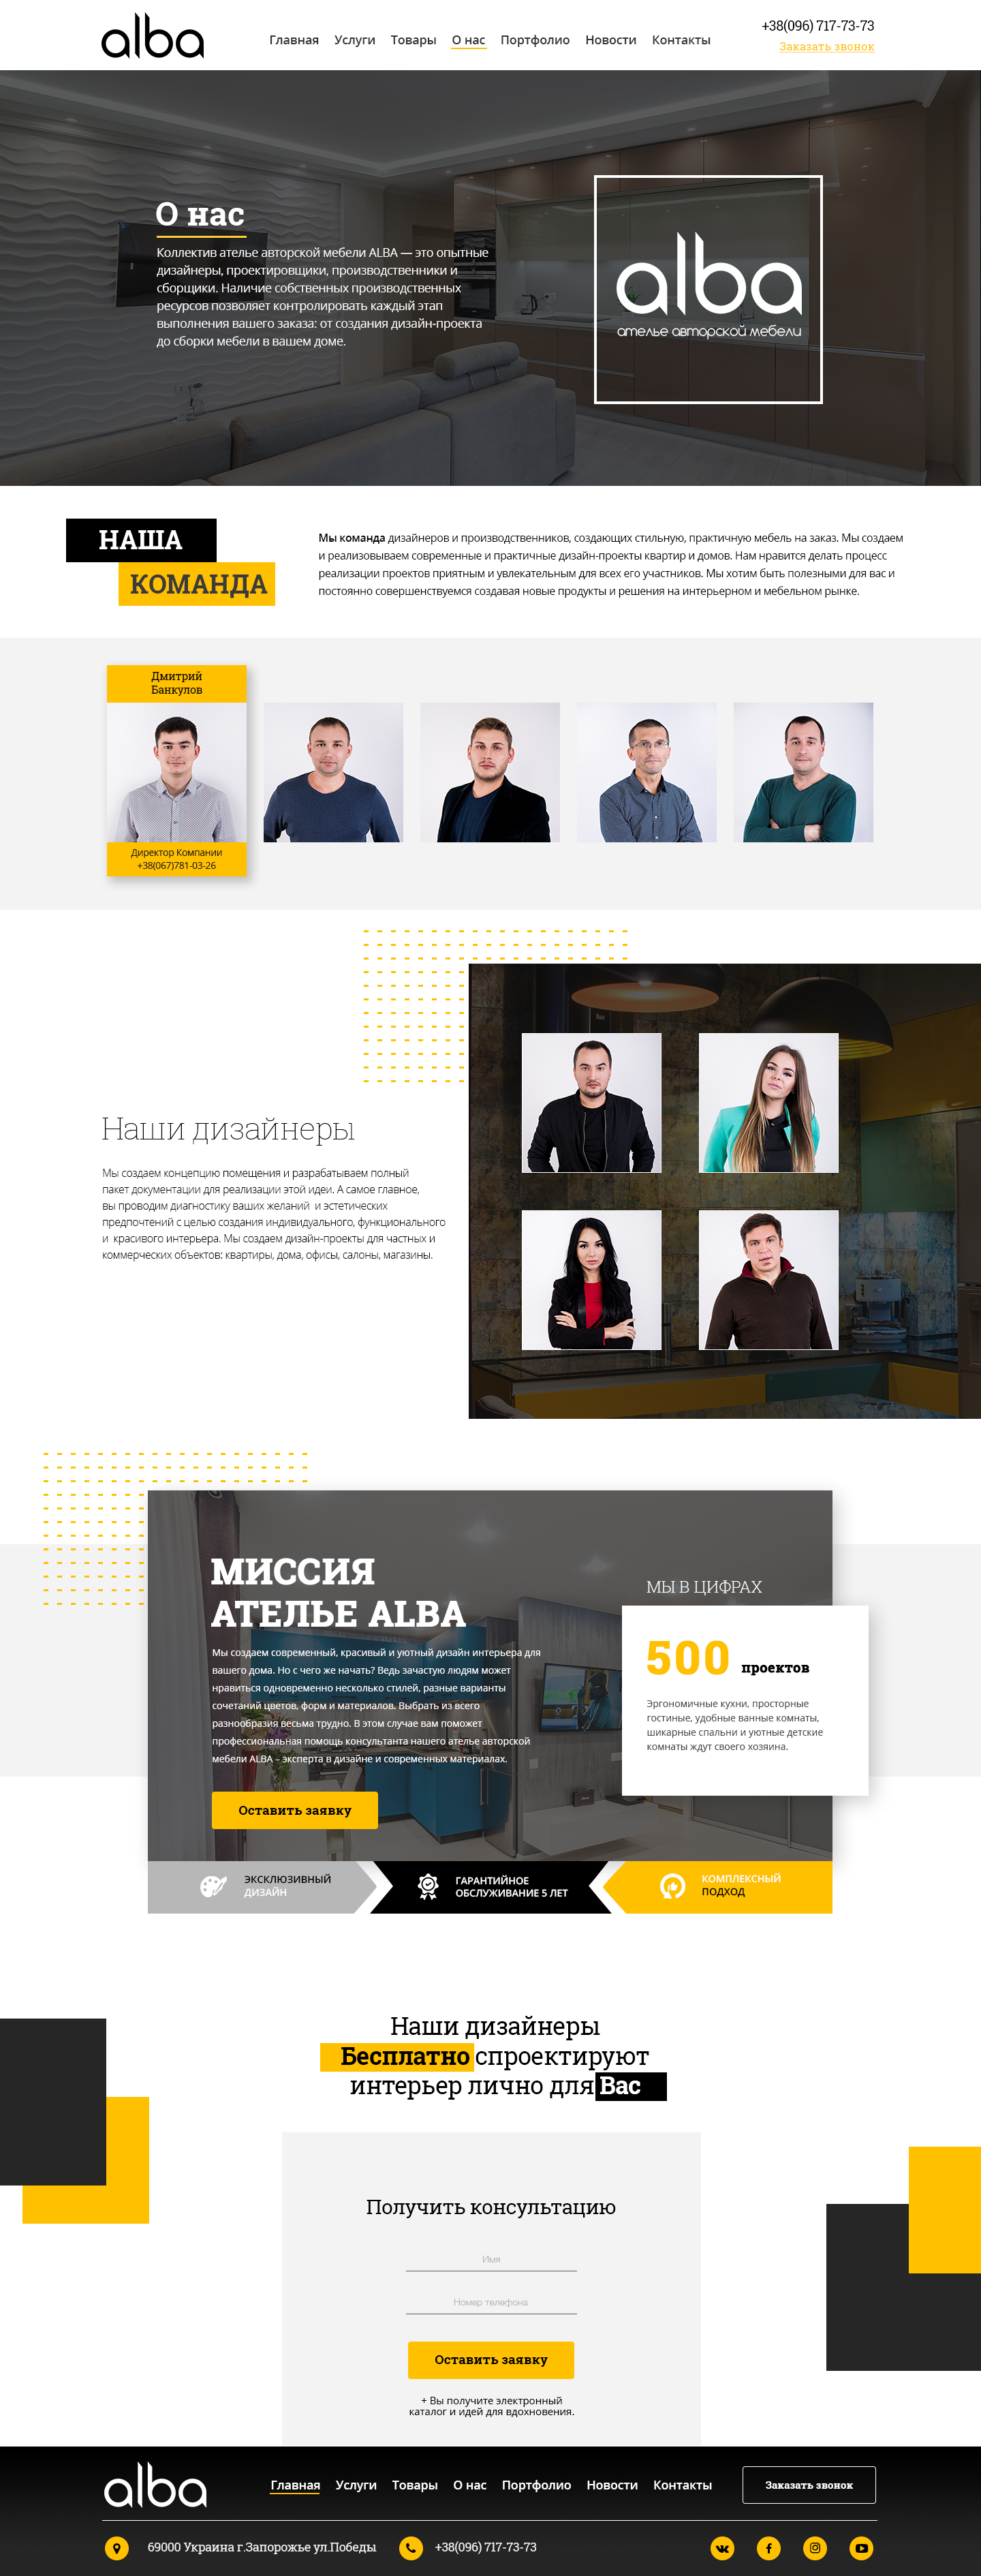 alba
Главная Услуги Товары О нас Портфолио Новости Контакты
+38(096) 717-73-73
Заказать звонок
О нас
Коллектив ателье авторской мебели ALBA — это опытные
дизайнеры, проектировщики, производственники и
сборщики. Наличие собственных производственных
ресурсов позволяет контролировать каждый этап
выполнения вашего заказа: от создания дизайн-проекта
до сборки мебели в вашем доме.
alba
ателье авторской мебели
НАША
КОМАНДА
Мы команда дизайнеров и производственников, создающих стильную, практичную мебель на заказ. Мы создаем
и реализовываем современные и практичные дизайн-проекты квартир и домов. Нам нравится делать процесс
реализации проектов приятным и увлекательным для всех его участников. Мы хотим быть полезными для вас и
постоянно совершенствуемся создавая новые продукты и решения на интерьерном и мебельном рынке.
Дмитрий
Банкулов
Директор Компании
+38(067)781-03-26
Наши дизайнеры
Мы создаем концепцию помещения и разрабатываем полный
пакет документации для реализации этой идеи. А самое главное,
вы проводим диагностику ваших желаний и эстетических
предпочтений с целью создания индивидуального, функционального
и красивого интерьера. Мы создаем дизайн-проекты для частных и
коммерческих объектов: квартиры, дома, офисы, салоны, магазины.
МИССИЯ
АТЕЛЬЕ ALBA
Мы создаем современный, красивый и уютный дизайн интерьера для
вашего дома. Но с чего же начать? Ведь зачастую людям может
нравиться одновременно несколько стилей, разные варианты
сочетаний цветов, форм и материалов. Выбрать из всего
разнообразия весьма трудно. В этом случае вам поможет
профессиональная помощь консультанта нашего ателье авторской
мебели ALBA – эксперта в дизайне и современных материалах.
Оставить заявку
МЫ В ЦИФРАХ
500 проектов
Эргономичные кухни, просторные
гостиные, удобные ванные комнаты,
шикарные спальни и уютные детские
комнаты ждут своего хозяина.
ЭКСКЛЮЗИВНЫЙ
ДИЗАЙН
ГАРАНТИЙНОЕ
ОБСЛУЖИВАНИЕ 5 ЛЕТ
КОМПЛЕКСНЫЙ
ПОДХОД
Наши дизайнеры
Бесплатно спроектируют
интерьер лично для Вас
Получить консультацию
Имя
Номер телефона
Оставить заявку
+ Вы получите электронный
каталог и идей для вдохновения.
alba
Главная Услуги Товары О нас Портфолио Новости Контакты
Заказать звонок
69000 Украина г.Запорожье ул.Победы
+38(096) 717-73-73